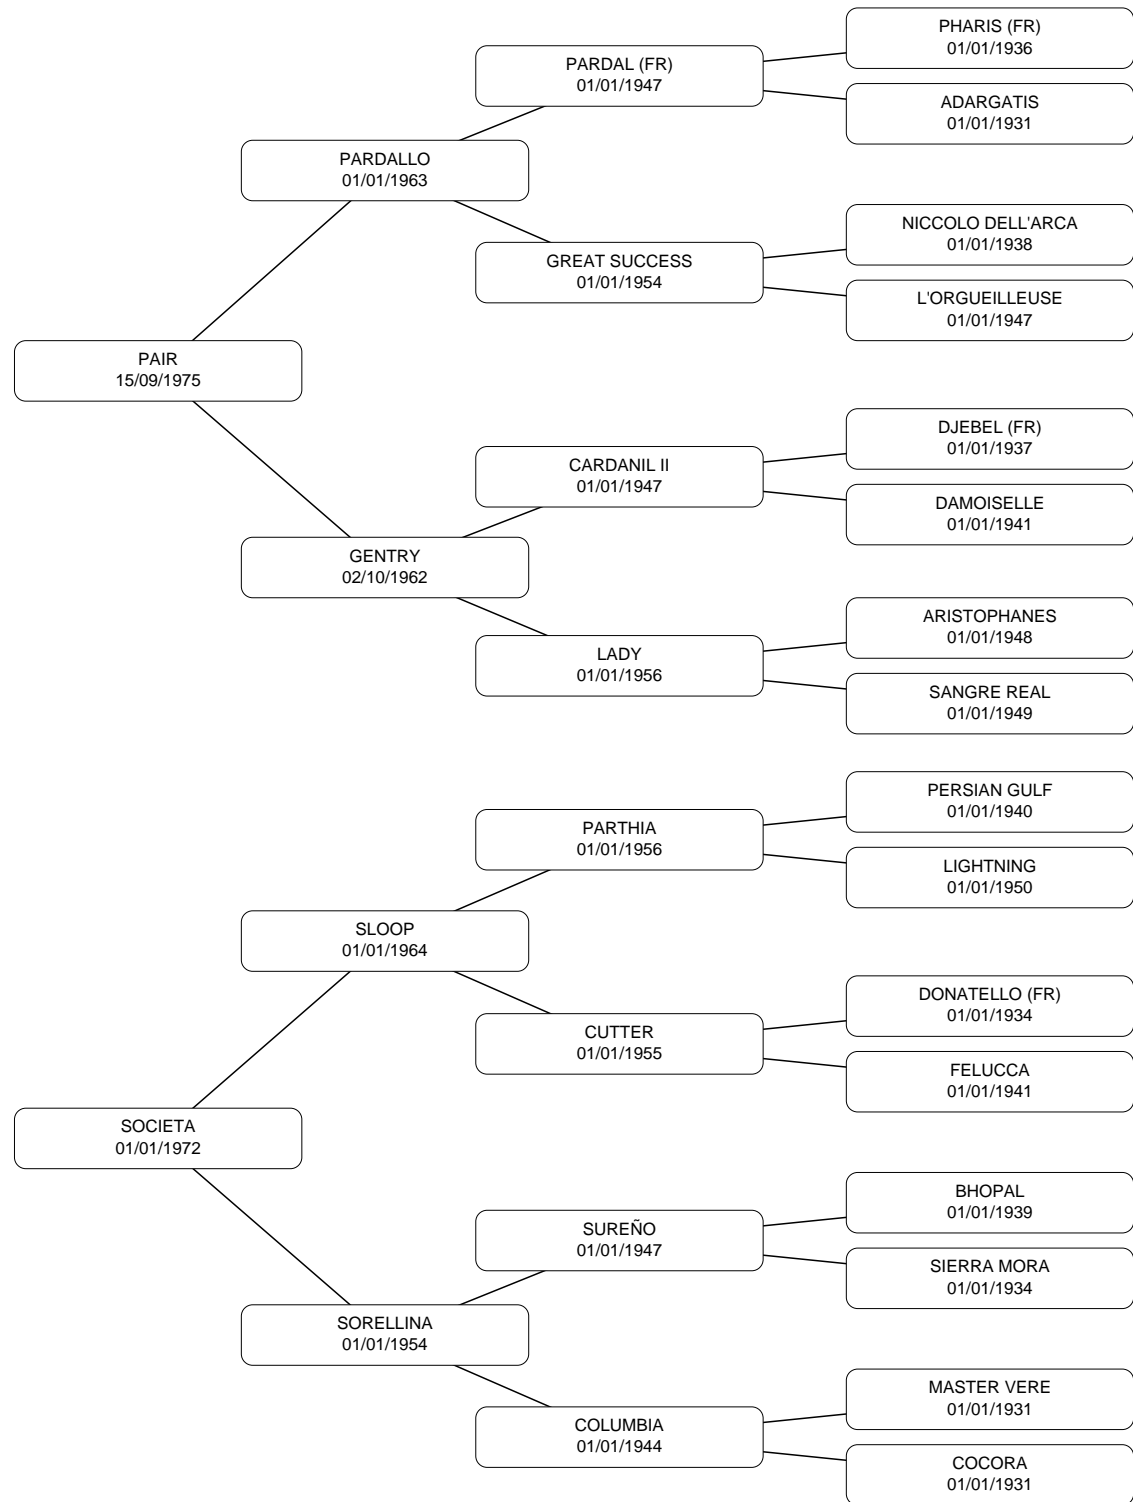 PHARIS (FR)
01/01/1936
PARDAL (FR)
01/01/1947
ADARGATIS
01/01/1931
PARDALLO
01/01/1963
NICCOLO DELL'ARCA
01/01/1938
GREAT SUCCESS
01/01/1954
L'ORGUEILLEUSE
01/01/1947
PAIR
15/09/1975
DJEBEL (FR)
01/01/1937
CARDANIL II
01/01/1947
DAMOISELLE
01/01/1941
GENTRY
02/10/1962
ARISTOPHANES
01/01/1948
LADY
01/01/1956
SANGRE REAL
01/01/1949
PERSIAN GULF
01/01/1940
PARTHIA
01/01/1956
LIGHTNING
01/01/1950
SLOOP
01/01/1964
DONATELLO (FR)
01/01/1934
CUTTER
01/01/1955
FELUCCA
01/01/1941
SOCIETA
01/01/1972
BHOPAL
01/01/1939
SUREÑO
01/01/1947
SIERRA MORA
01/01/1934
SORELLINA
01/01/1954
MASTER VERE
01/01/1931
COLUMBIA
01/01/1944
COCORA
01/01/1931